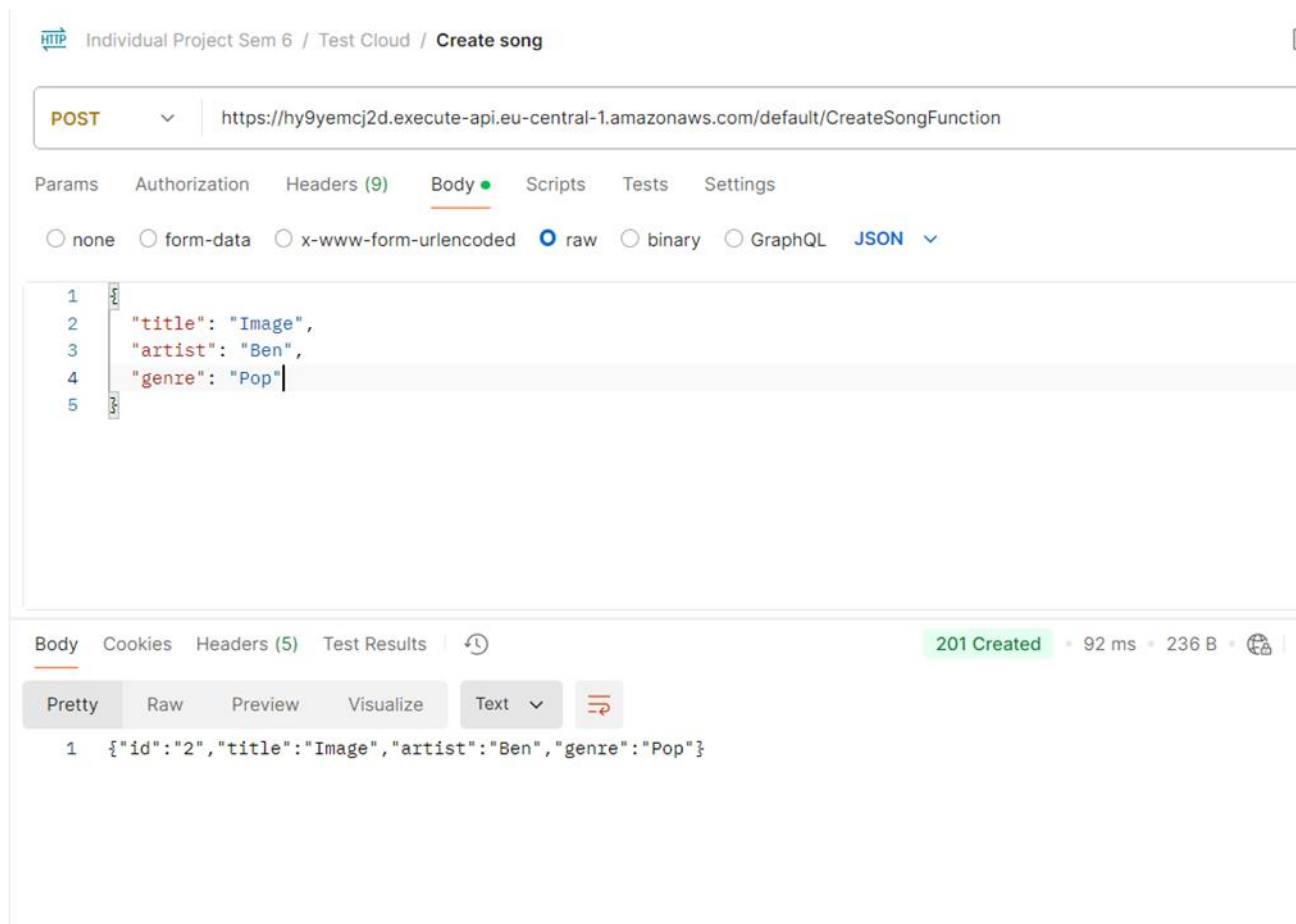 HTTP Individual Project Sem 6 / Test Cloud / Create song
POST https://hy9yemcj2d.execute-api.eu-central-1.amazonaws.com/default/CreateSongFunction
Params Authorization Headers (9) Body Scripts Tests Settings
none form-data x-www-form-urlencoded raw binary GraphQL JSON
1 {
2 "title": "Image",
3 "artist": "Ben",
4 "genre": "Pop"
5 }
Body Cookies Headers (5) Test Results 201 Created • 92 ms • 236 B •
Pretty Raw Preview Visualize Text
1 {"id":"2","title":"Image","artist":"Ben","genre":"Pop"}